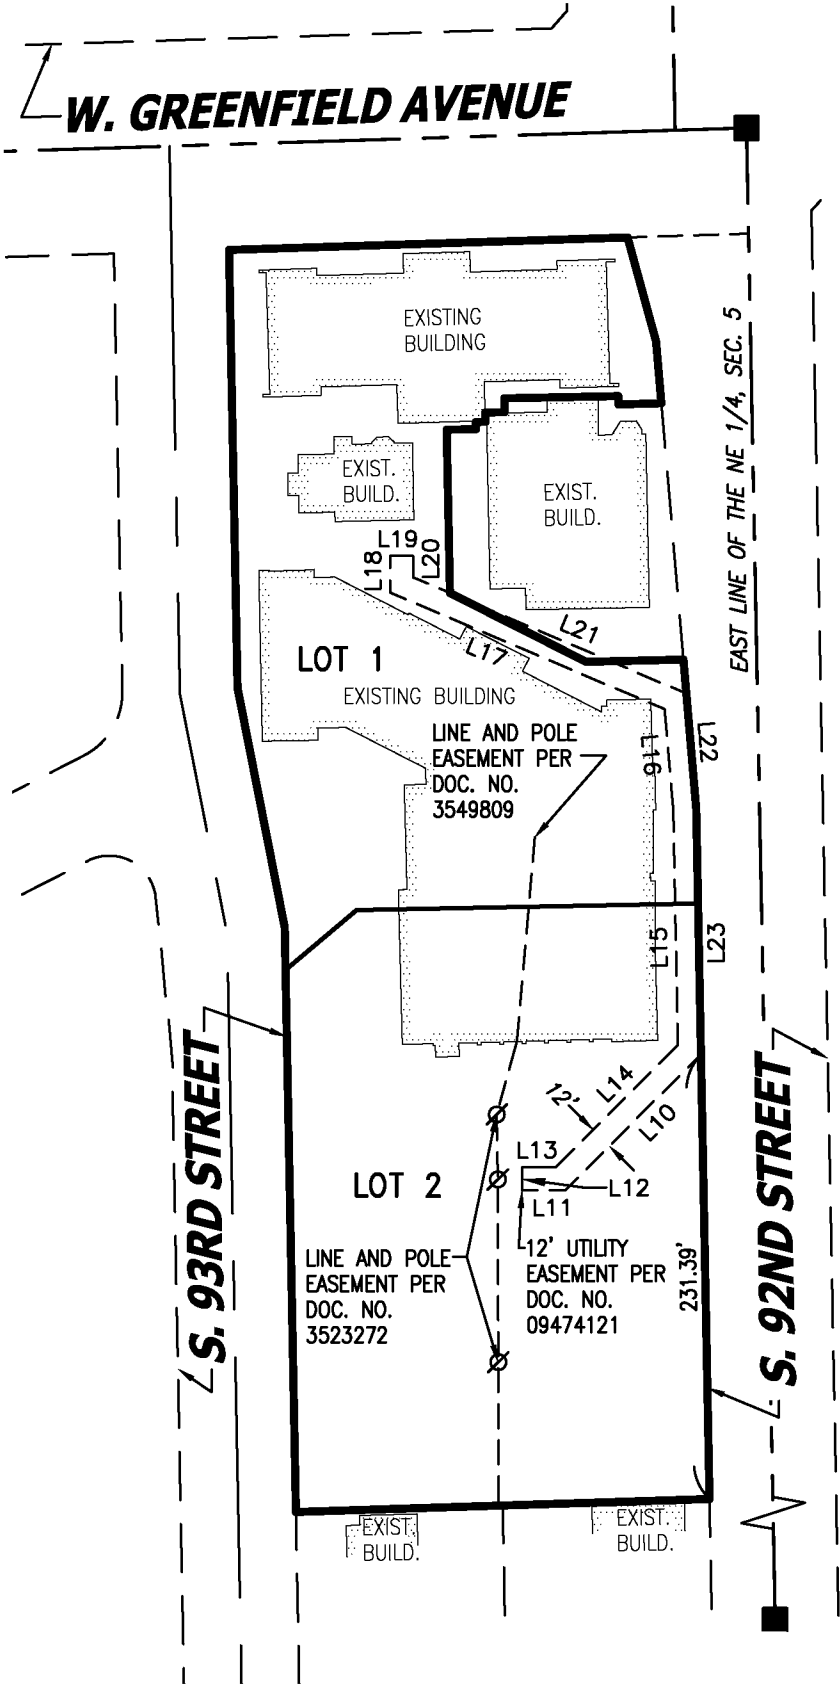 W. GREENFIELD AVENUE
EXISTING
BUILDING
EAST LINE OF THE NE 1/4, SEC. 5
EXIST.
BUILD.
EXIST.
BUILD.
L19
L18
L20
L21
L17
LOT 1
EXISTING BUILDING
LINE AND POLE
EASEMENT PER
DOC. NO.
3549809
L16
L22
L15
L23
S. 93RD STREET
S. 92ND STREET
12'
L14
L10
L13
L12
L11
LOT 2
LINE AND POLE
EASEMENT PER
DOC. NO.
3523272
12' UTILITY
EASEMENT PER
DOC. NO.
09474121
231.39'
EXIST.
BUILD.
EXIST.
BUILD.